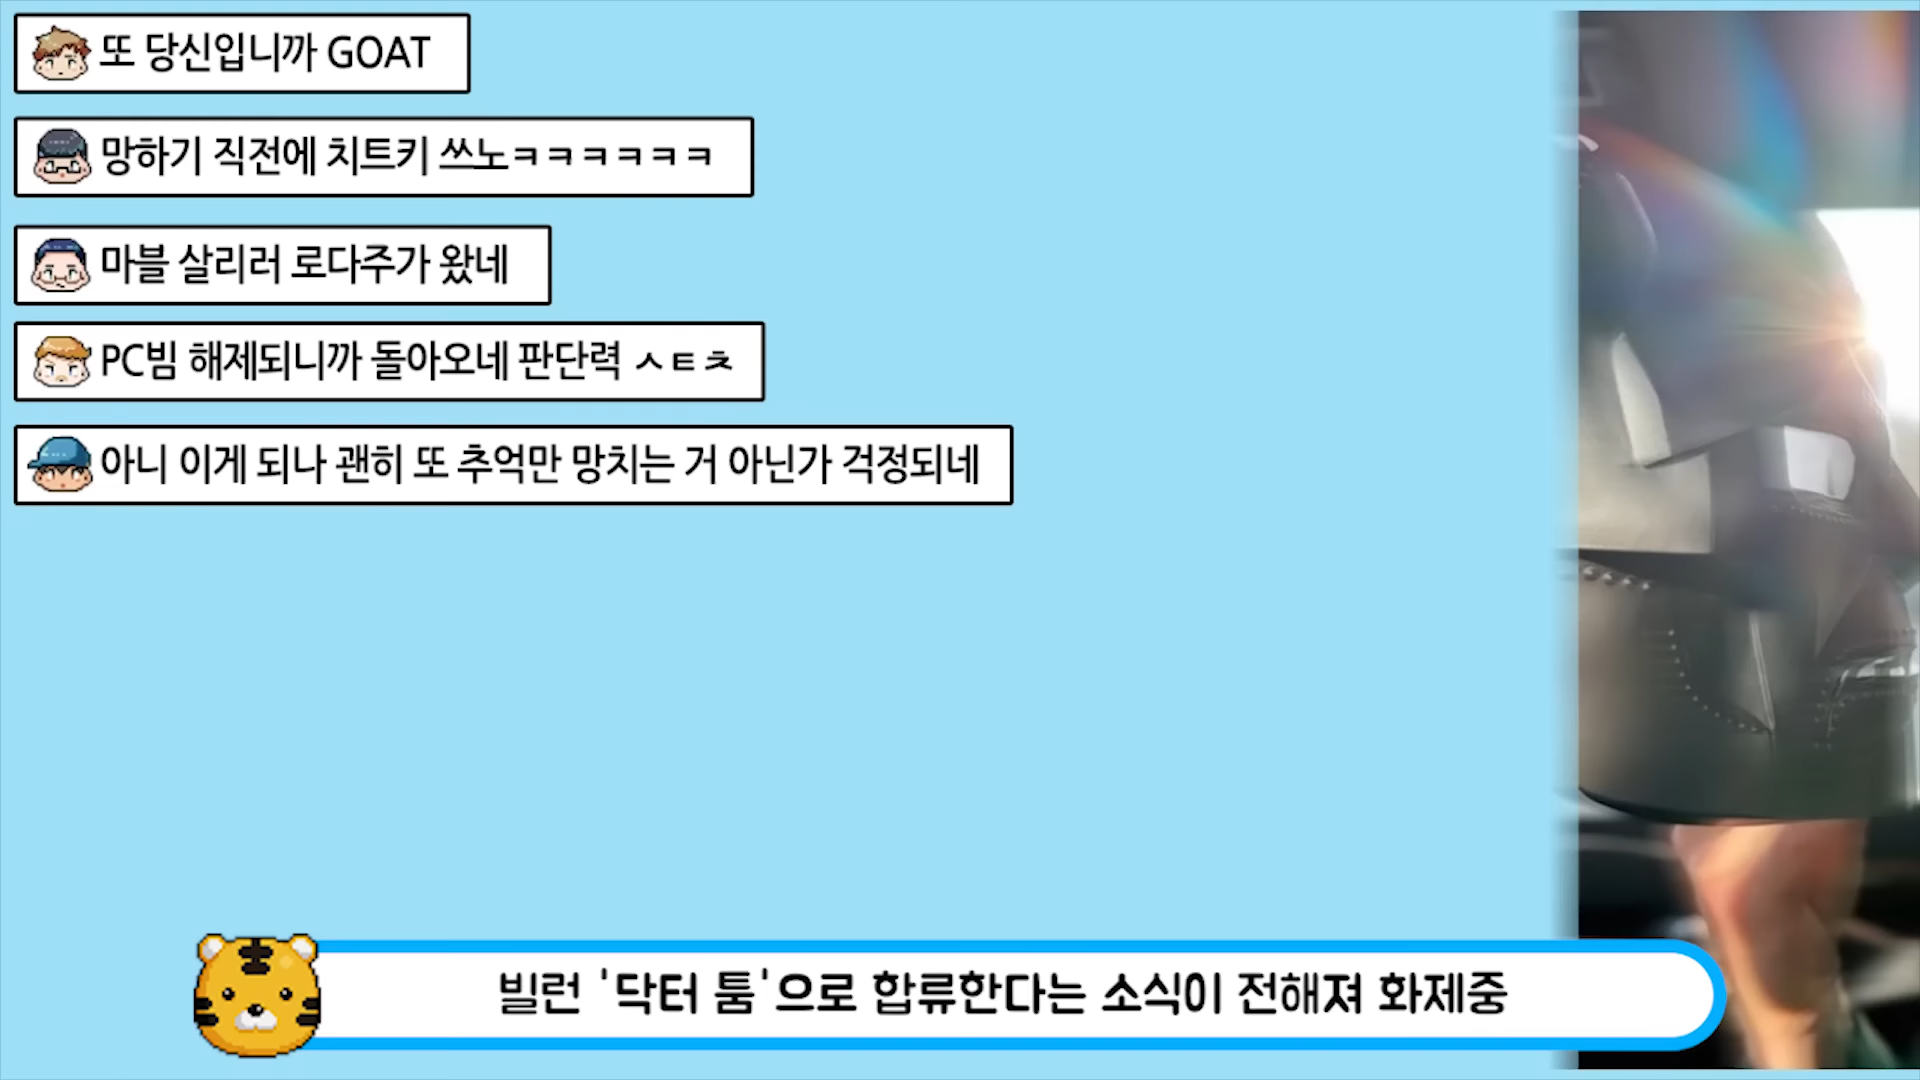 또 당신입니까 GOAT
망하기 직전에 치트키 쓰노ㅋㅋㅋㅋㅋㅋ
마블 살리러 로다주가 왔네
PC빔 해제되니까 돌아오네 판단력 ㅅㅌㅊ
아니 이게 되나 괜히 또 추억만 망치는 거 아닌가 걱정되네
빌런 '닥터 둠'으로 합류한다는 소식이 전해져 화제중